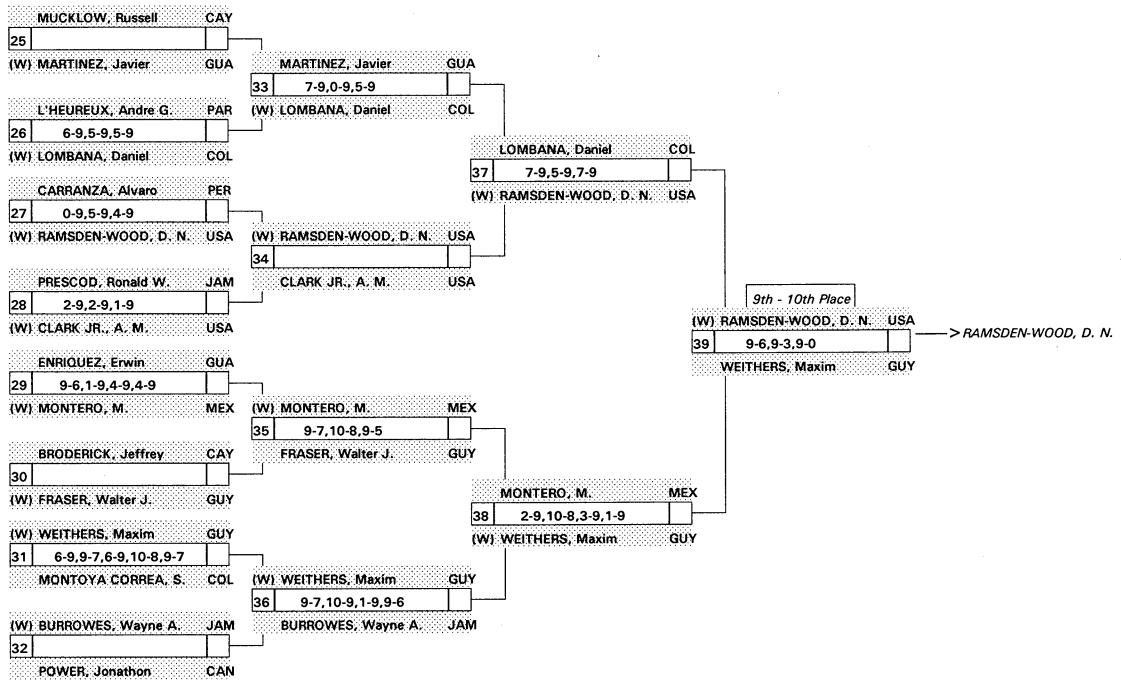 MUCKLOW, Russell CAY
25
(W) MARTINEZ, Javier GUA
L'HEUREUX, Andre G. PAR
26 6-9,5-9,5-9
(W) LOMBANA, Daniel COL
CARRANZA, Alvaro PER
27 0-9,5-9,4-9
(W) RAMSDEN-WOOD, D. N. USA
PRESCOD, Ronald W. JAM
28 2-9,2-9,1-9
(W) CLARK JR., A. M. USA
ENRIQUEZ, Erwin GUA
29 9-6,1-9,4-9,4-9
(W) MONTERO, M. MEX
BRODERICK, Jeffrey CAY
30
(W) FRASER, Walter J. GUY
(W) WEITHERS, Maxim GUY
31 6-9,9-7,6-9,10-8,9-7
MONTOYA CORREA, S. COL
(W) BURROWES, Wayne A. JAM
32
POWER, Jonathon CAN
MARTINEZ, Javier GUA
33 7-9,0-9,5-9
(W) LOMBANA, Daniel COL
(W) RAMSDEN-WOOD, D. N. USA
34
CLARK JR., A. M. USA
(W) MONTERO, M. MEX
35 9-7,10-8,9-5
FRASER, Walter J. GUY
(W) WEITHERS, Maxim GUY
36 9-7,10-9,1-9,9-6
BURROWES, Wayne A. JAM
LOMBANA, Daniel COL
37 7-9,5-9,7-9
(W) RAMSDEN-WOOD, D. N. USA
MONTERO, M. MEX
38 2-9,10-8,3-9,1-9
(W) WEITHERS, Maxim GUY
9th - 10th Place
(W) RAMSDEN-WOOD, D. N. USA
39 9-6,9-3,9-0
WEITHERS, Maxim GUY
> RAMSDEN-WOOD, D. N.